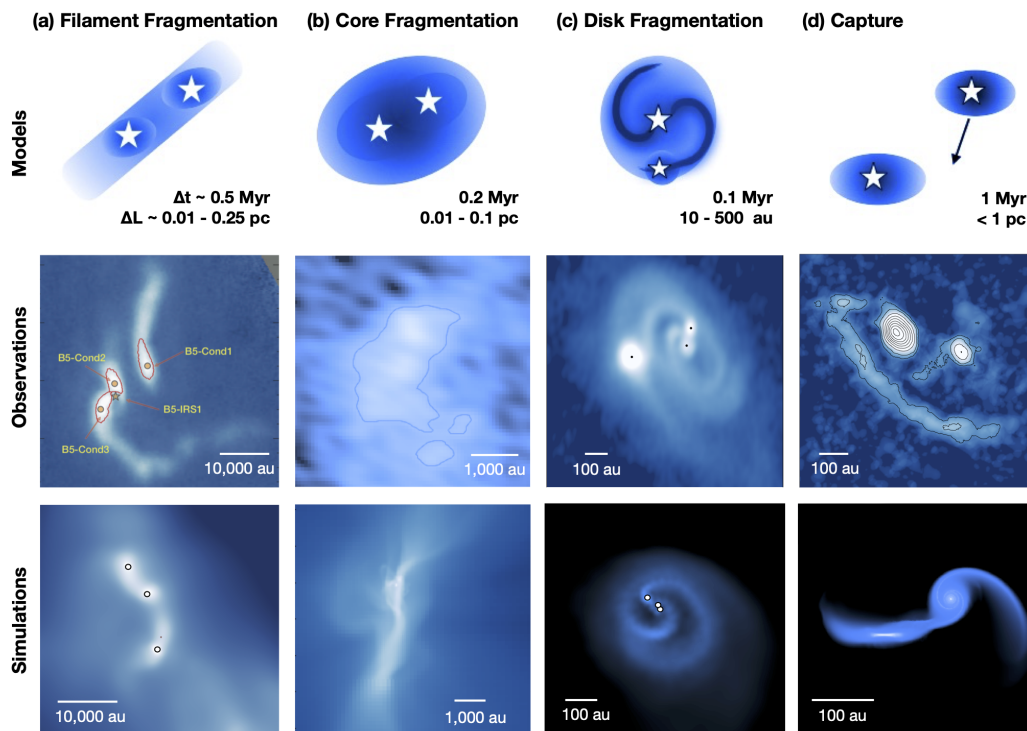 (a) Filament Fragmentation
(b) Core Fragmentation
(c) Disk Fragmentation
(d) Capture
Models
Δt ~ 0.5 Myr
ΔL ~ 0.01 - 0.25 pc
0.2 Myr
0.01 - 0.1 pc
0.1 Myr
10 - 500 au
1 Myr
< 1 pc
Observations
B5-Cond1
B5-Cond2
B5-IRS1
B5-Cond3
10,000 au
1,000 au
100 au
100 au
Simulations
10,000 au
1,000 au
100 au
100 au